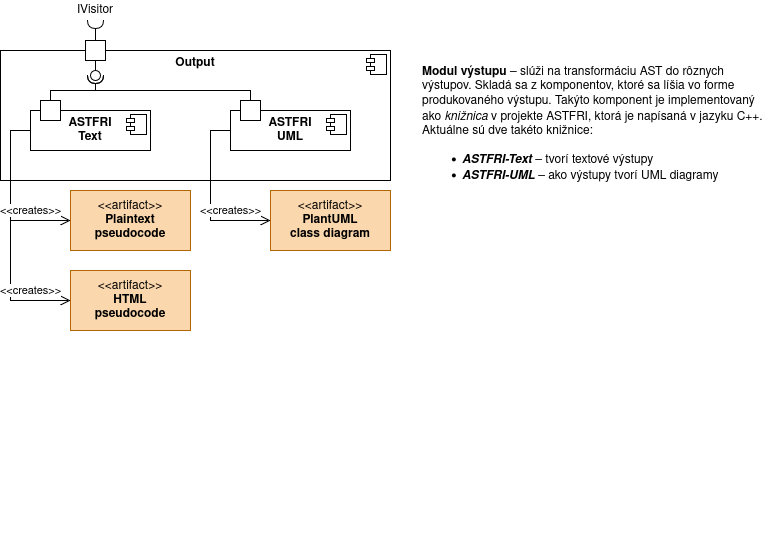 IVisitor
Output
ASTFRI
Text
ASTFRI
UML
<<creates>>
<<artifact>>
Plaintext
pseudocode
<<creates>>
<<artifact>>
PlantUML
class diagram
<<creates>>
<<artifact>>
HTML
pseudocode
Modul výstupu – slúži na transformáciu AST do rôznych
výstupov. Skladá sa z komponentov, ktoré sa líšia vo forme
produkovaného výstupu. Takýto komponent je implementovaný
ako knižnica v projekte ASTFRI, ktorá je napísaná v jazyku C++.
Aktuálne sú dve takéto knižnice:
• ASTFRI-Text – tvorí textové výstupy
• ASTFRI-UML – ako výstupy tvorí UML diagramy